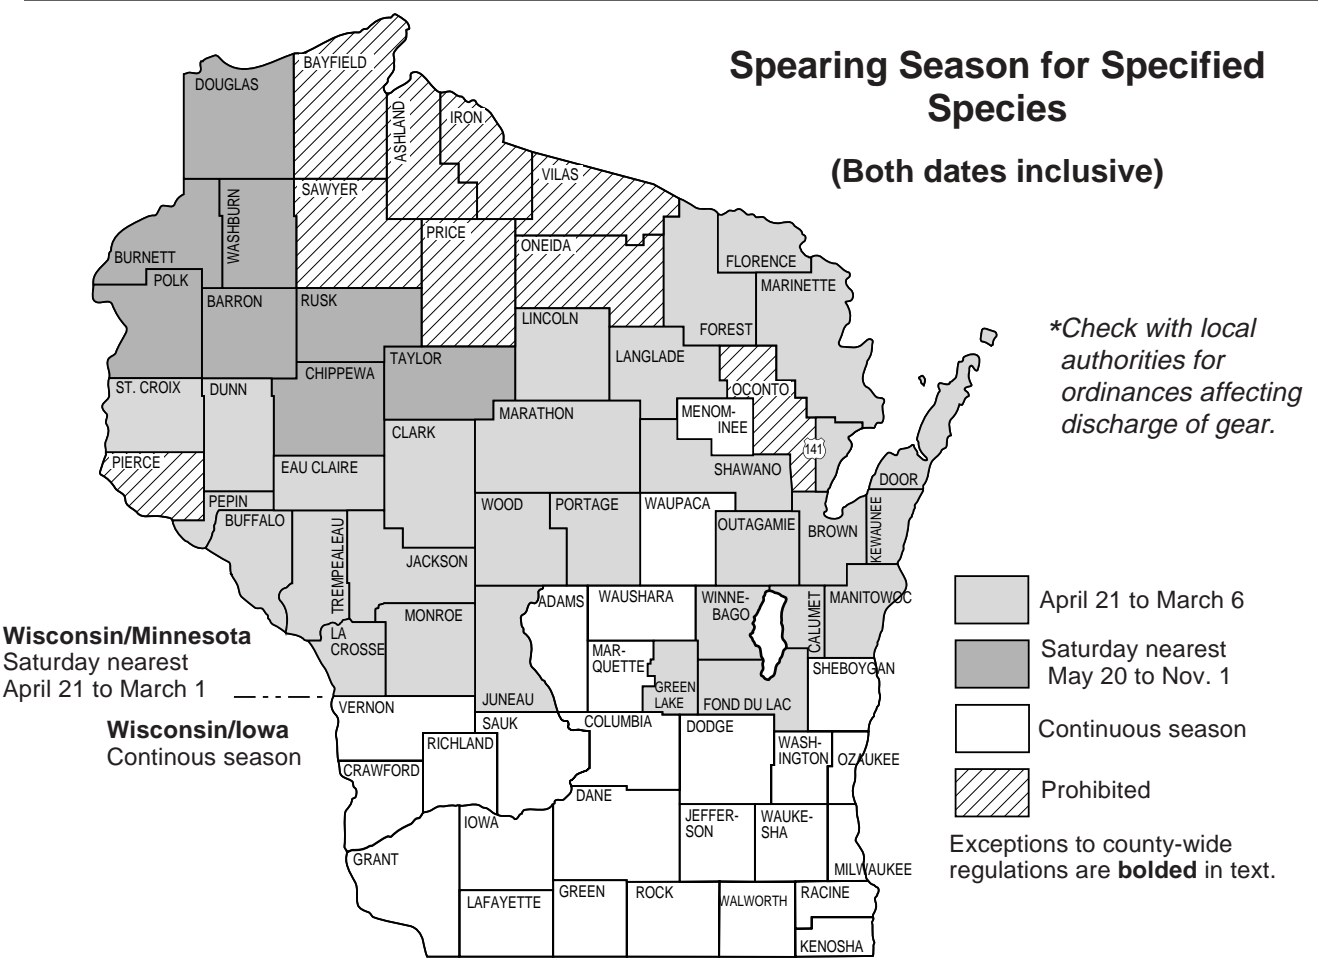 Spearing Season for Specified
Species
(Both dates inclusive)
BAYFIELD
DOUGLAS
ASHLAND
IRON
VILAS
SAWYER
WASHBURN
PRICE
ONEIDA
BURNETT
FLORENCE
POLK
MARINETTE
BARRON
RUSK
LINCOLN
FOREST
*Check with local
authorities for
ordinances affecting
discharge of gear.
TAYLOR
LANGLADE
CHIPPEWA
ST. CROIX
DUNN
OCONTO
MARATHON
MENOM-
INEE
CLARK
141
PIERCE
EAU CLAIRE
SHAWANO
DOOR
PEPIN
WOOD
PORTAGE
WAUPACA
BUFFALO
OUTAGAMIE
BROWN
KEWAUNEE
TREMPEALEAU
JACKSON
ADAMS
WAUSHARA
WINNE-
BAGO
CALUMET
MANITOWOC
MONROE
LA
CROSSE
MAR-
QUETTE
SHEBOYGAN
GREEN
LAKE
JUNEAU
FOND DU LAC
April 21 to March 6
Saturday nearest
May 20 to Nov. 1
Continuous season
Prohibited
Exceptions to county-wide
regulations are bolded in text.
Wisconsin/Minnesota
Saturday nearest
April 21 to March 1
Wisconsin/Iowa
Continous season
VERNON
SAUK
COLUMBIA
DODGE
RICHLAND
WASH-
INGTON
OZAUKEE
CRAWFORD
DANE
IOWA
JEFFER-
SON
WAUKE-
SHA
GRANT
MILWAUKEE
LAFAYETTE
GREEN
ROCK
WALWORTH
RACINE
KENOSHA